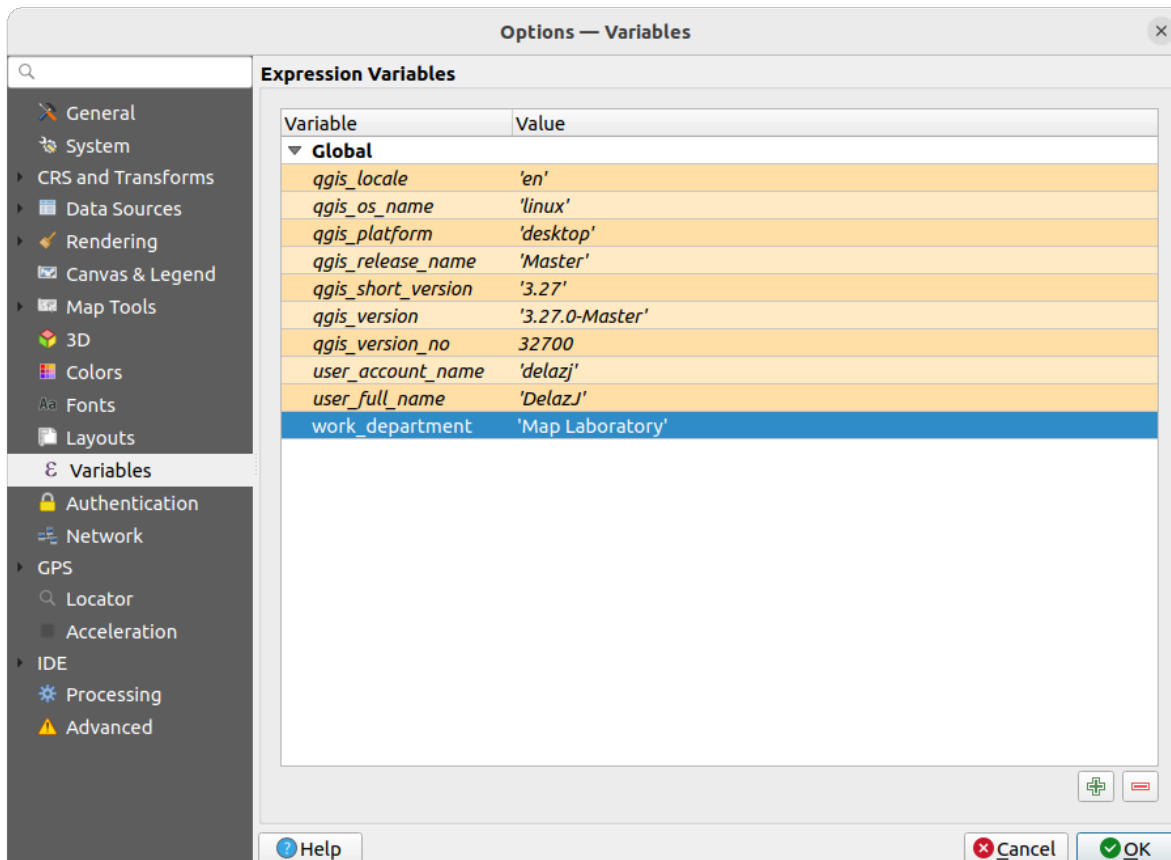 Options — Variables
Expression Variables
General
System
CRS and Transforms
Data Sources
Rendering
Canvas & Legend
Map Tools
3D
Colors
Aa Fonts
Layouts
ε Variables
Authentication
Network
GPS
Locator
Acceleration
IDE
Processing
Advanced
Variable Value
Global
qgis_locale 'en'
qgis_os_name 'linux'
qgis_platform 'desktop'
qgis_release_name 'Master'
qgis_short_version '3.27'
qgis_version '3.27.0-Master'
qgis_version_no 32700
user_account_name 'delazj'
user_full_name 'DelazJ'
work_department 'Map Laboratory'
Help Cancel OK